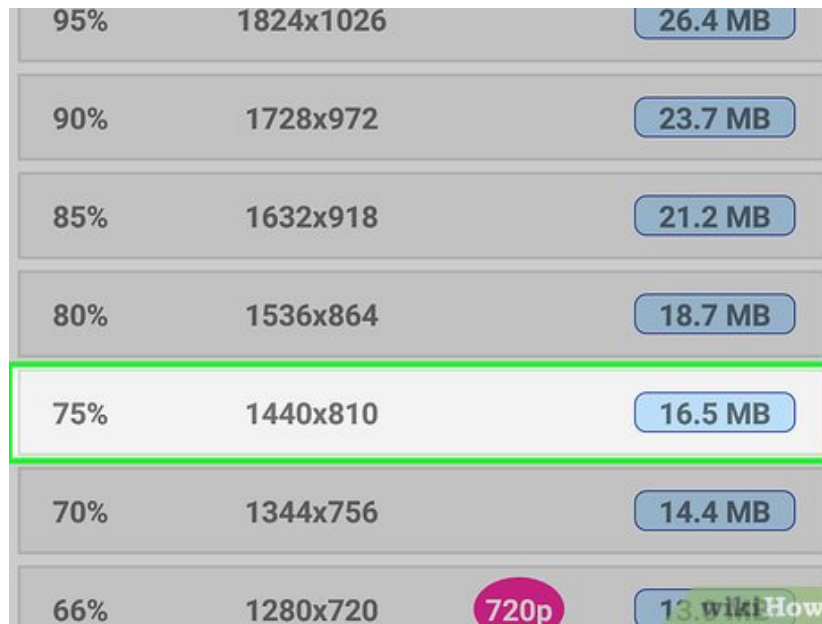 95% 1824x1026 26.4 MB
90% 1728x972 23.7 MB
85% 1632x918 21.2 MB
80% 1536x864 18.7 MB
75% 1440x810 16.5 MB
70% 1344x756 14.4 MB
66% 1280x720 720p
wikiHow